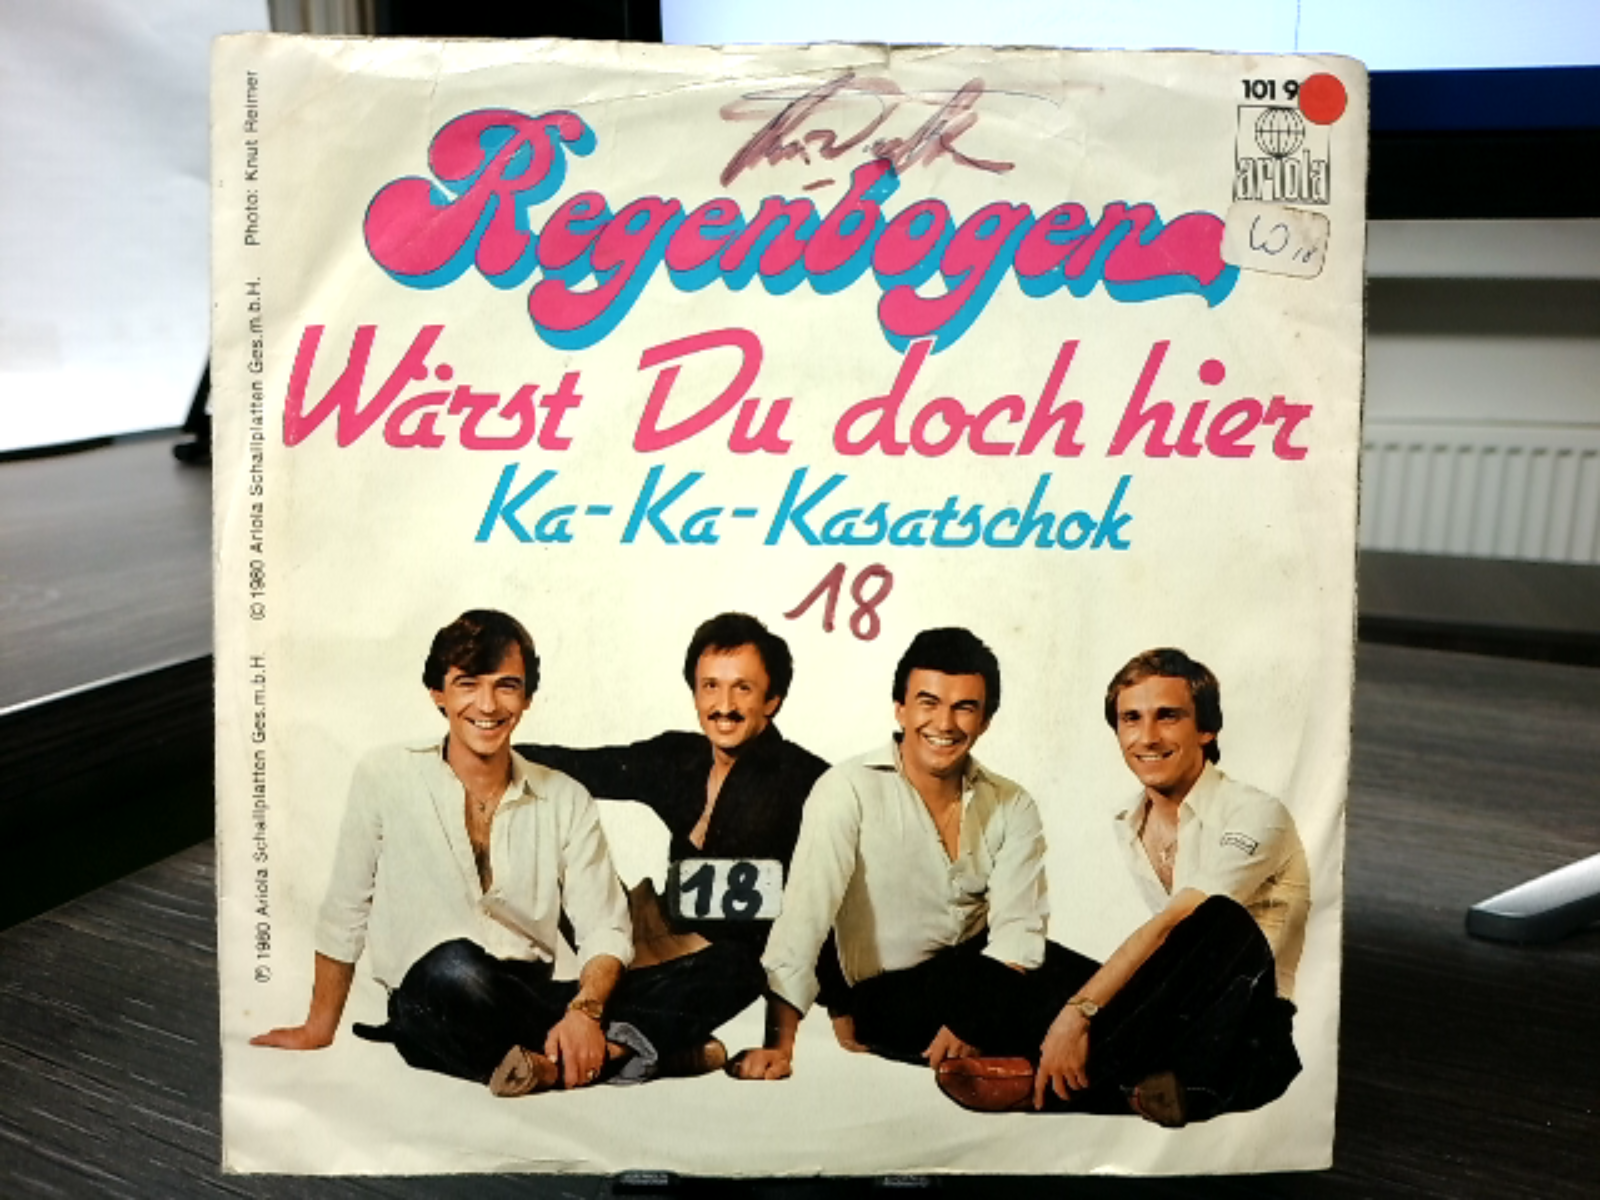 101 9
ariola
Regenbogen
W
Wärst Du doch hier
Ka-Ka-Kasatschok
18
18
℗ 1980 Ariola Schallplatten Ges.m.b.H. © 1980 Ariola Schallplatten Ges.m.b.H. Photo: Knut Reimer